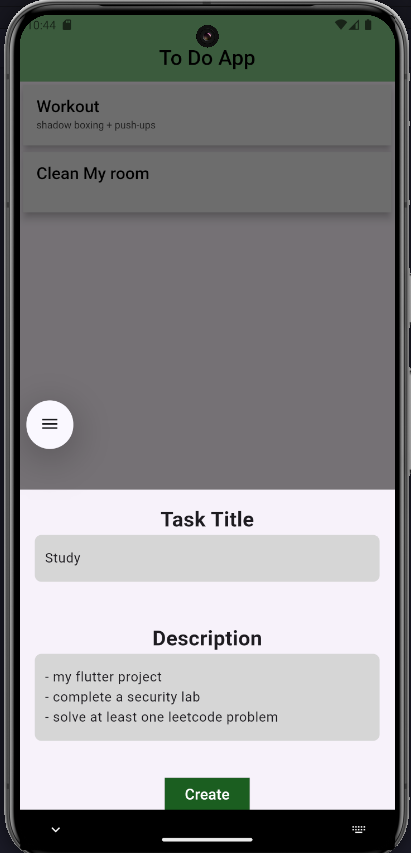 10:44
To Do App
Workout
shadow boxing + push-ups
Clean My room
Task Title
Study
Description
- my flutter project
- complete a security lab
- solve at least one leetcode problem
Create